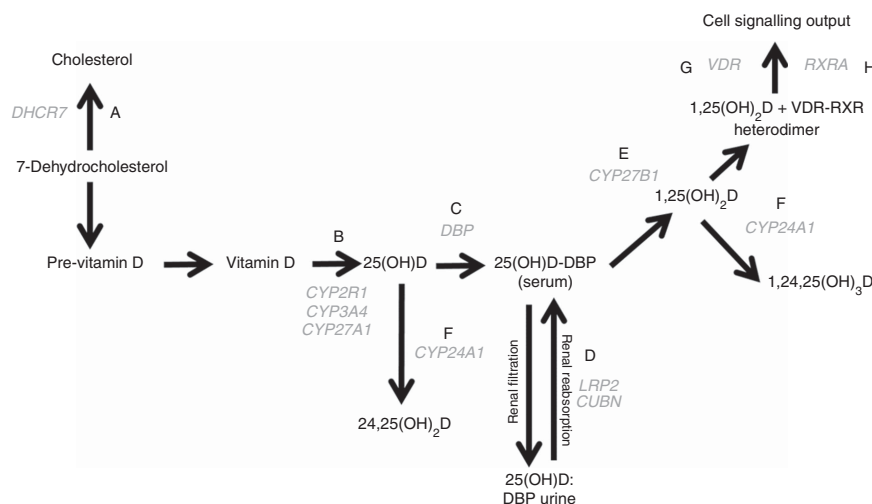 Cell signalling output
G VDR RXRA H
1,25(OH)2D + VDR-RXR
heterodimer
Cholesterol
DHCR7 A
7-Dehydrocholesterol
E
CYP27B1
1,25(OH)2D
F
CYP24A1
1,24,25(OH)3D
Pre-vitamin D
Vitamin D
B
CYP2R1
CYP3A4
CYP27A1
25(OH)D
C
DBP
25(OH)D-DBP
(serum)
F
CYP24A1
24,25(OH)2D
Renal filtration
Renal reabsorption
D
LRP2
CUBN
25(OH)D:
DBP urine